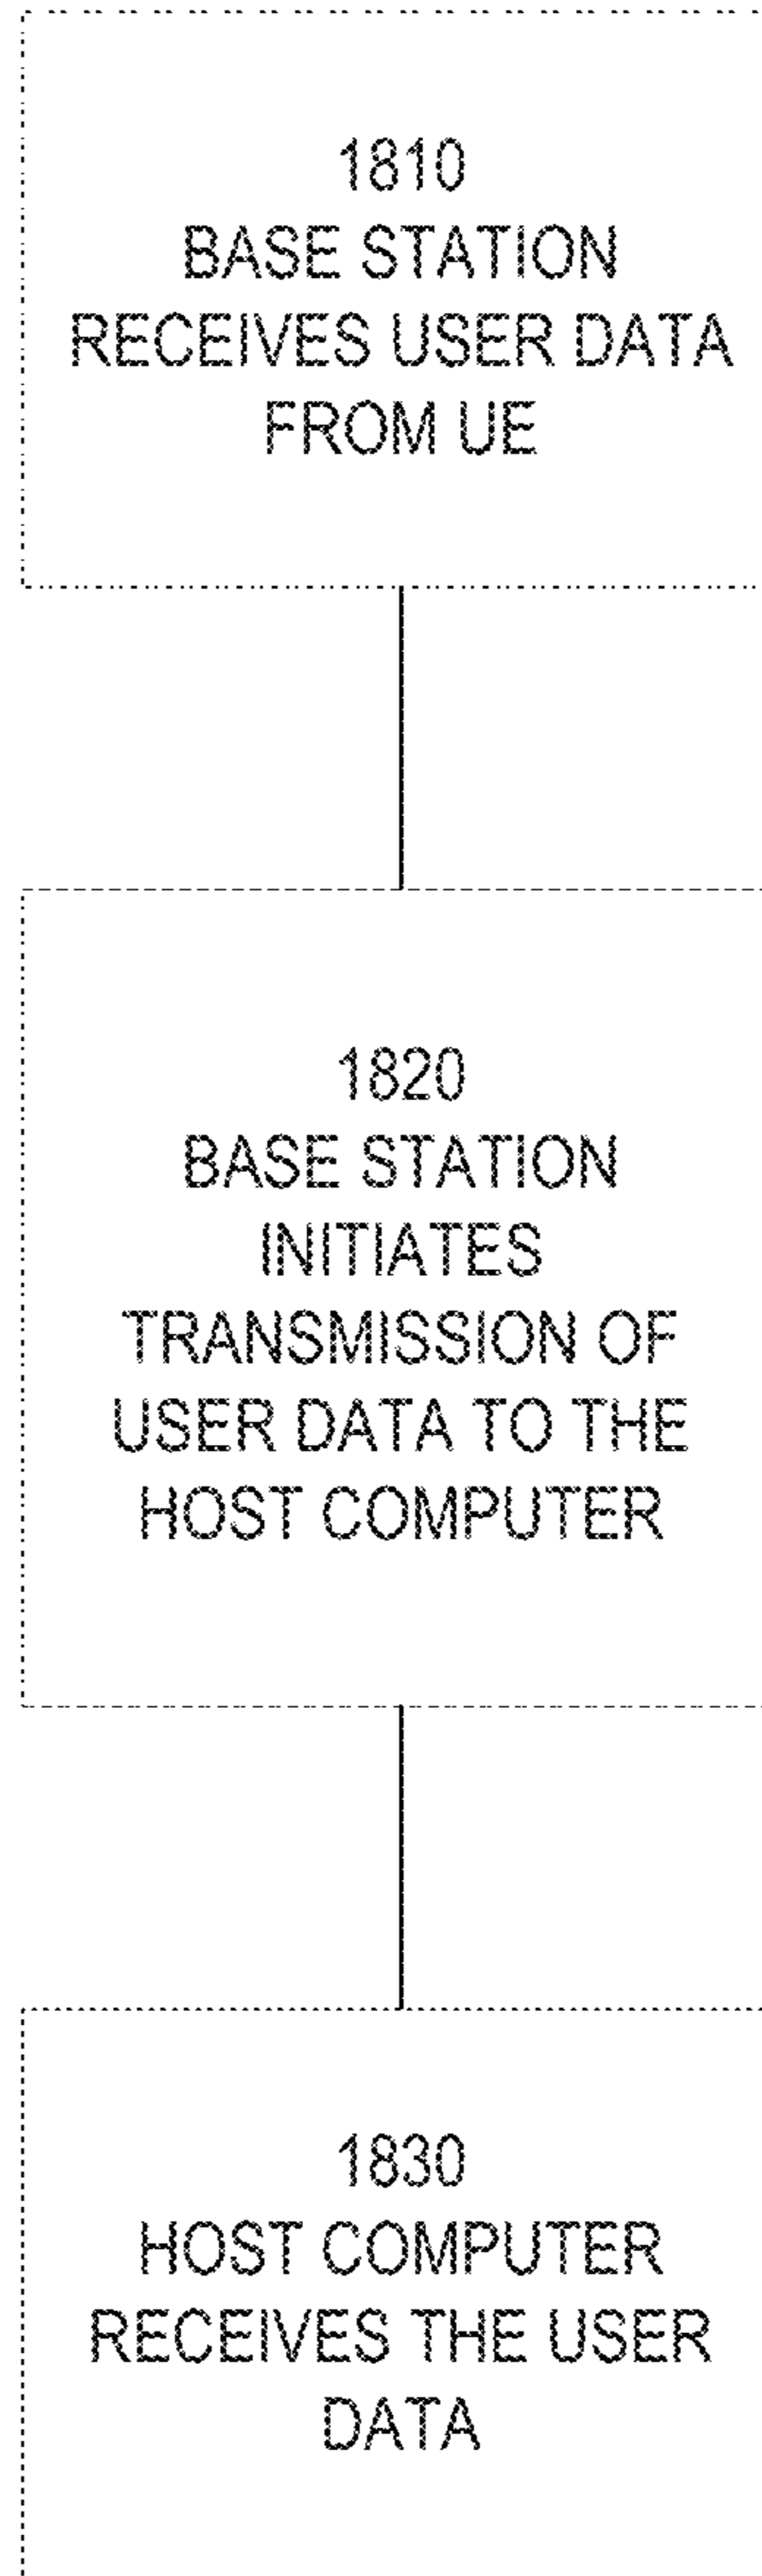 1810
BASE STATION
RECEIVES USER DATA
FROM UE
1820
BASE STATION
INITIATES
TRANSMISSION OF
USER DATA TO THE
HOST COMPUTER
1830
HOST COMPUTER
RECEIVES THE USER
DATA